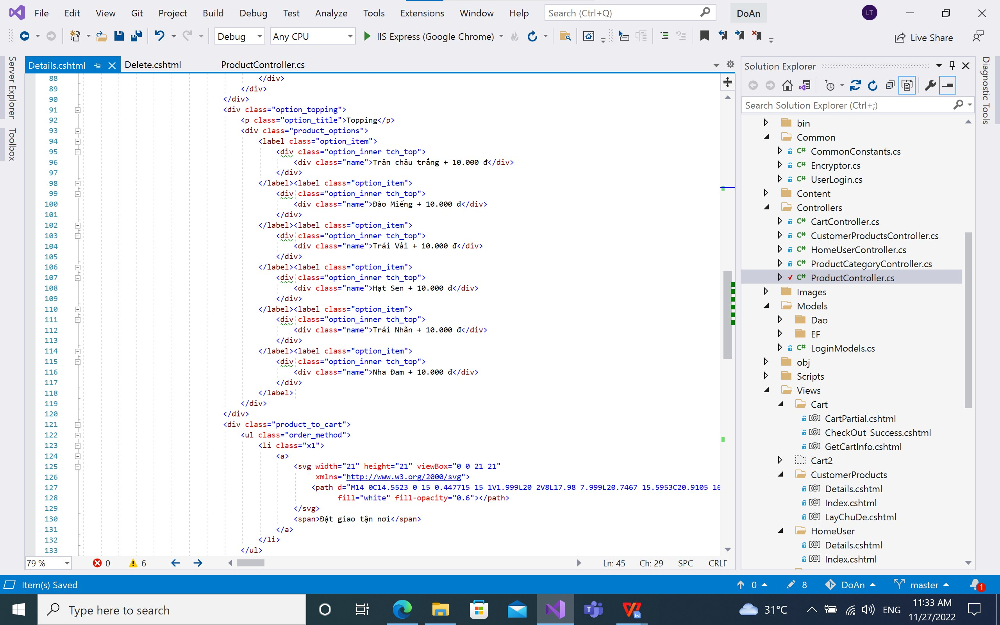 File Edit View Git Project Build Debug Test Analyze Tools Extensions Window Help Search (Ctrl+Q) DoAn LT
Debug Any CPU IIS Express (Google Chrome) Live Share
Server Explorer
Toolbox
Details.cshtml Delete.cshtml ProductController.cs
88 </div>
89 </div>
90 </div>
91 <div class="option_topping">
92 <p class="option_title">Topping</p>
93 <div class="product_options">
94 <label class="option_item">
95 <div class="option_inner tch_top">
96 <div class="name">Trân châu trắng + 10.000 đ</div>
97 </div>
98 </label><label class="option_item">
99 <div class="option_inner tch_top">
100 <div class="name">Đào Miếng + 10.000 đ</div>
101 </div>
102 </label><label class="option_item">
103 <div class="option_inner tch_top">
104 <div class="name">Trái Vải + 10.000 đ</div>
105 </div>
106 </label><label class="option_item">
107 <div class="option_inner tch_top">
108 <div class="name">Hạt Sen + 10.000 đ</div>
109 </div>
110 </label><label class="option_item">
111 <div class="option_inner tch_top">
112 <div class="name">Trái Nhãn + 10.000 đ</div>
113 </div>
114 </label><label class="option_item">
115 <div class="option_inner tch_top">
116 <div class="name">Nha Đam + 10.000 đ</div>
117 </div>
118 </label>
119 </div>
120 </div>
121 <div class="product_to_cart">
122 <ul class="order_method">
123 <li class="x1">
124 <a>
125 <svg width="21" height="21" viewBox="0 0 21 21"
126 xmlns="http://www.w3.org/2000/svg">
127 <path d="M14 0C14.5523 0 15 0.447715 15 1V1.999L20 2V8L17.98 7.999L20.7467 15.5953C20.9105 16
128 fill="white" fill-opacity="0.6"></path>
129 </svg>
130 <span>Đặt giao tận nơi</span>
131 </a>
132 </li>
133 </ul>
79 % 0 6 Ln: 45 Ch: 29 SPC CRLF
Solution Explorer
Search Solution Explorer (Ctrl+;)
bin
Common
C# CommonConstants.cs
C# Encryptor.cs
C# UserLogin.cs
Content
Controllers
C# CartController.cs
C# CustomerProductsController.cs
C# HomeUserController.cs
C# ProductCategoryController.cs
C# ProductController.cs
Images
Models
Dao
EF
C# LoginModels.cs
obj
Scripts
Views
Cart
[@] CartPartial.cshtml
[@] CheckOut_Success.cshtml
[@] GetCartInfo.cshtml
Cart2
CustomerProducts
[@] Details.cshtml
[@] Index.cshtml
[@] LayChuDe.cshtml
HomeUser
[@] Details.cshtml
[@] Index.cshtml
Diagnostic Tools
Item(s) Saved 0 8 DoAn master 1
Type here to search 31°C ENG 11:33 AM
11/27/2022